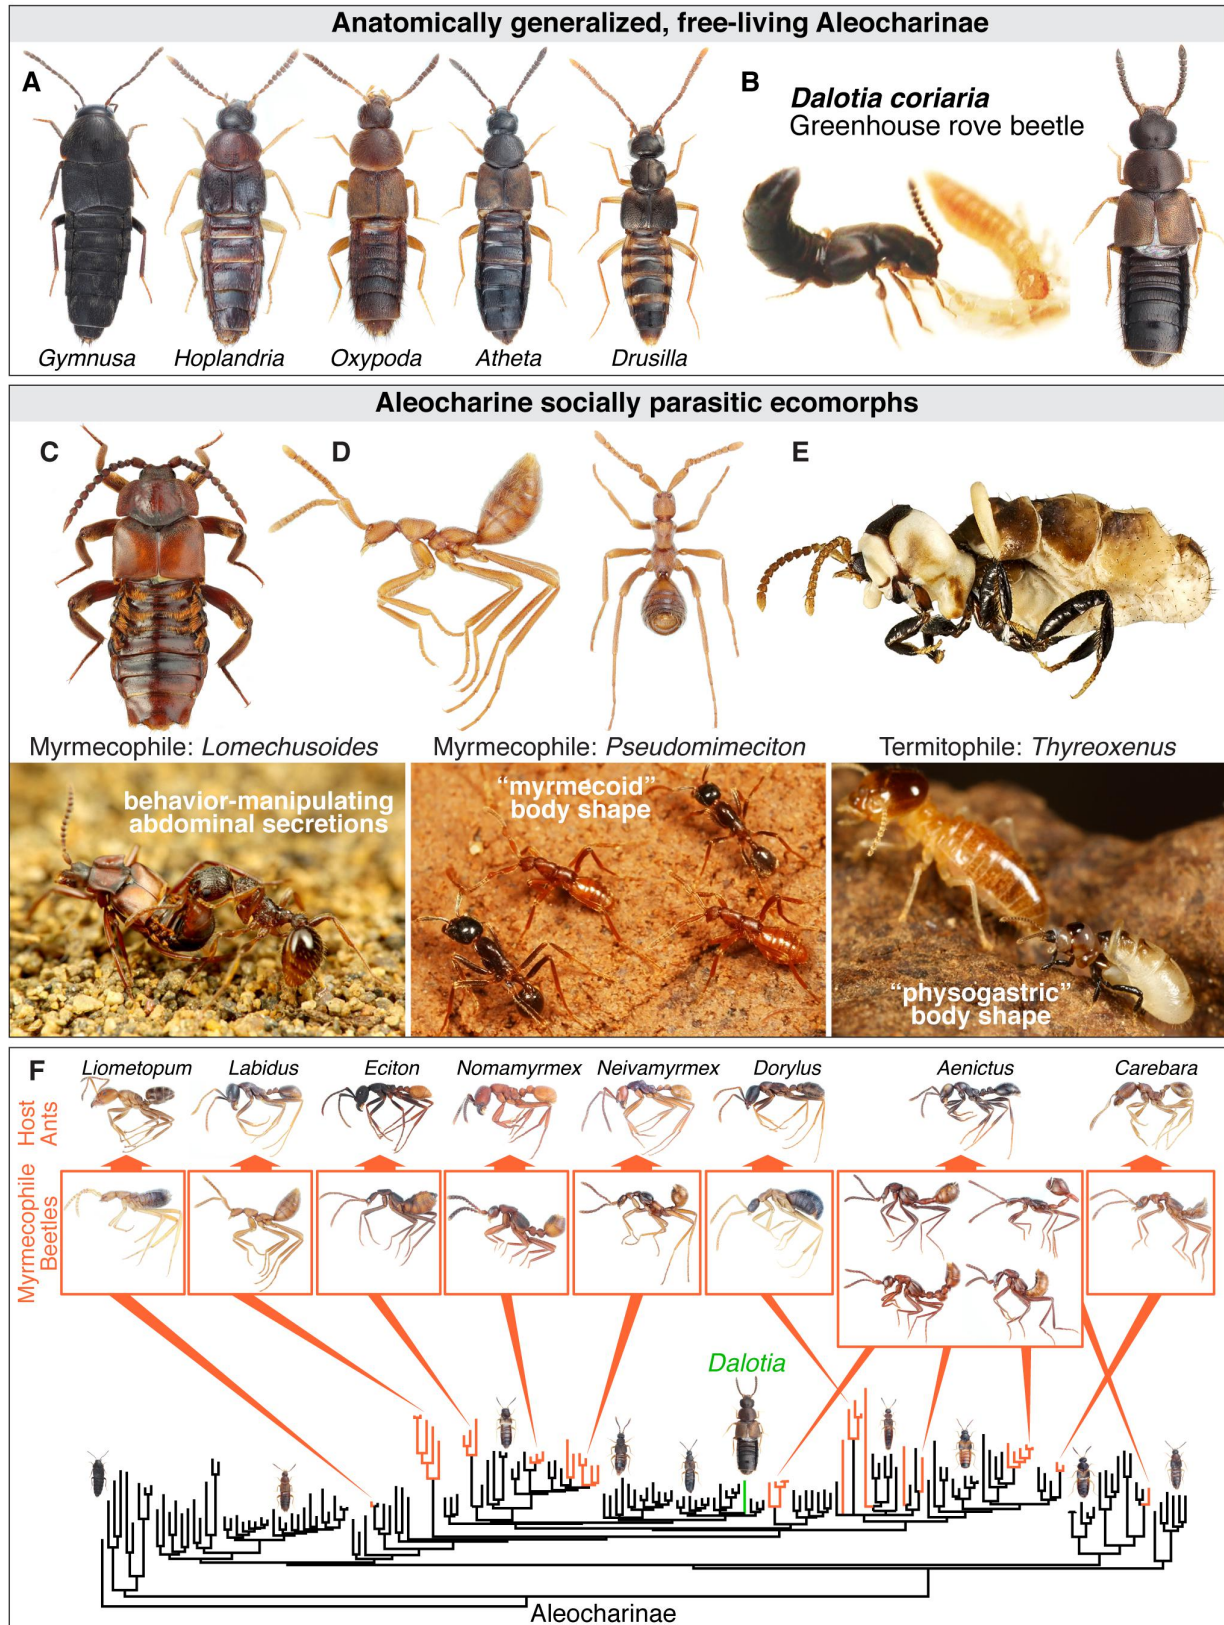 Anatomically generalized, free-living Aleocharinae
A
B
Dalotia coriaria
Greenhouse rove beetle
Gymnusa
Hoplandria
Oxypoda
Atheta
Drusilla
Aleocharine socially parasitic ecomorphs
C
D
E
Myrmecophile: Lomechusoides
Myrmecophile: Pseudomimeciton
Termitophile: Thyreoxenus
behavior-manipulating
abdominal secretions
“myrmecoid”
body shape
“physogastric”
body shape
F
Liometopum
Labidus
Eciton
Nomamyrmex
Neivamyrmex
Dorylus
Aenictus
Carebara
Host
Ants
Myrmecophile
Beetles
Dalotia
Aleocharinae